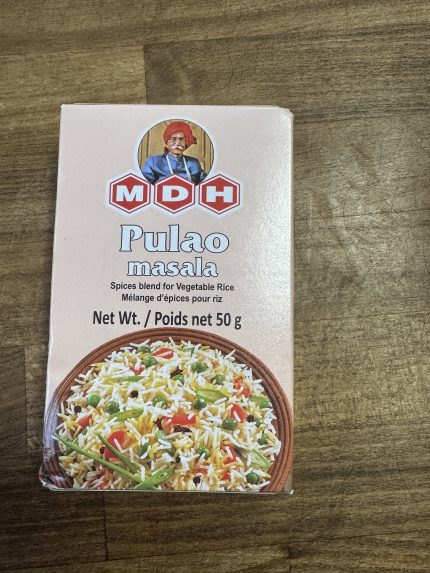 MDH
Pulao
masala
Spices blend for Vegetable Rice
Mélange d'épices pour riz
Net Wt. / Poids net 50 g